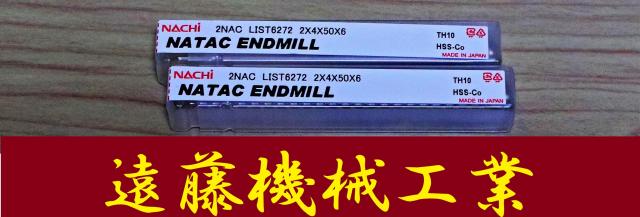 NACHi 2NAC LIST6272 2X4X50X6 TH10
NATAC ENDMILL HSS-Co
MADE IN JAPAN
NACHi 2NAC LIST6272 2X4X50X6 TH10
NATAC ENDMILL HSS-Co
MADE IN JAPAN
遠藤機械工業